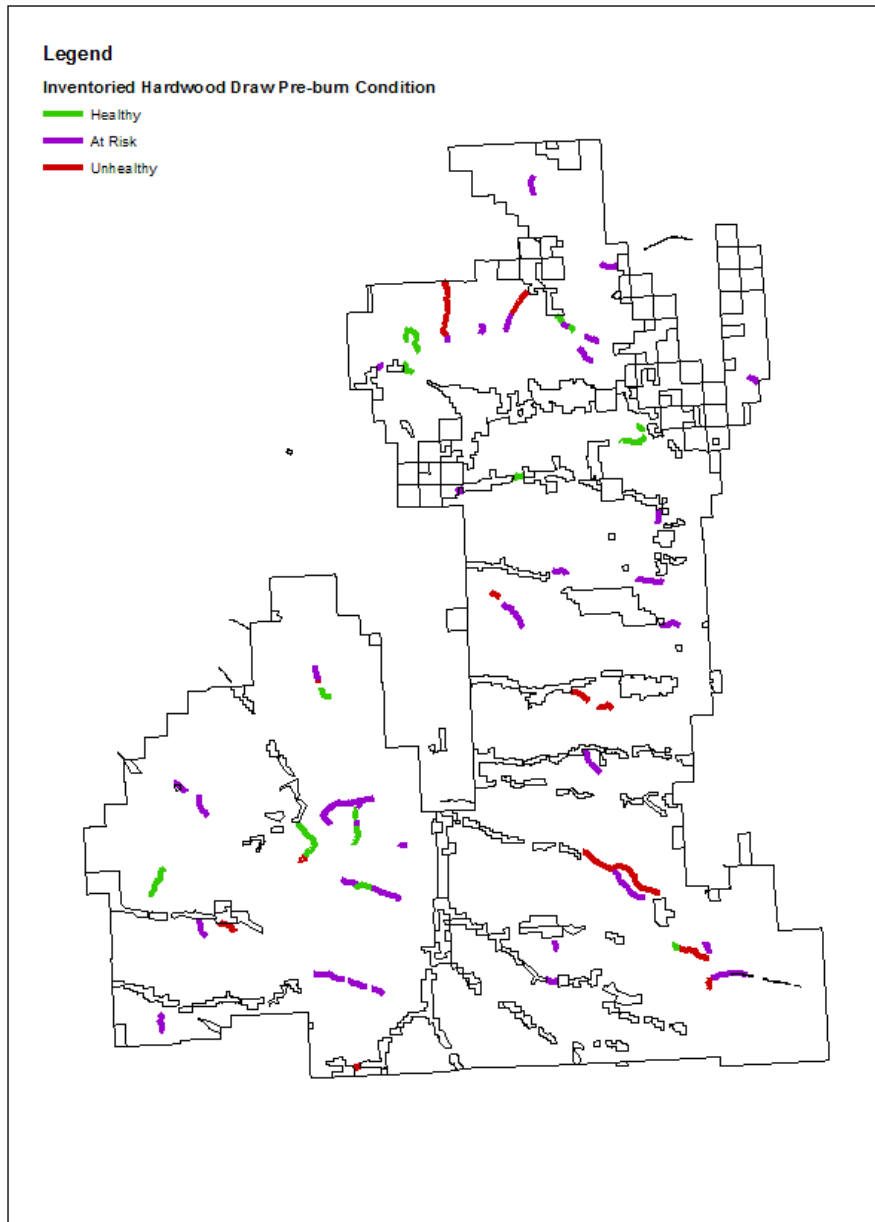 Legend
Inventoried Hardwood Draw Pre-burn Condition
Healthy
At Risk
Unhealthy